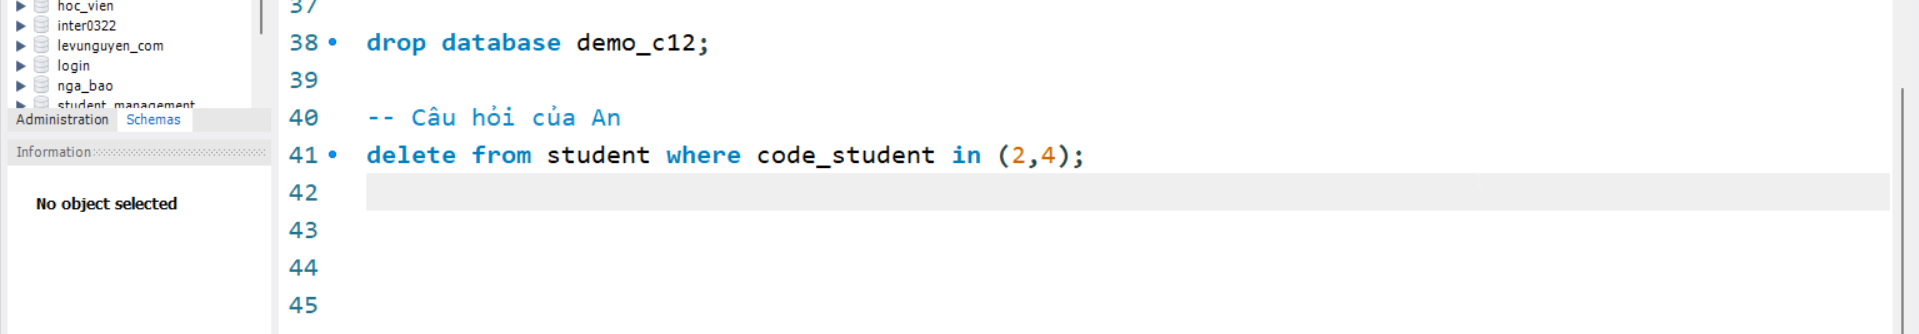 hoc_vien
inter0322
levunguyen_com
login
nga_bao
student_management
Administration Schemas
Information
No object selected
37
38 drop database demo_c12;
39
40 -- Câu hỏi của An
41 delete from student where code_student in (2,4);
42
43
44
45